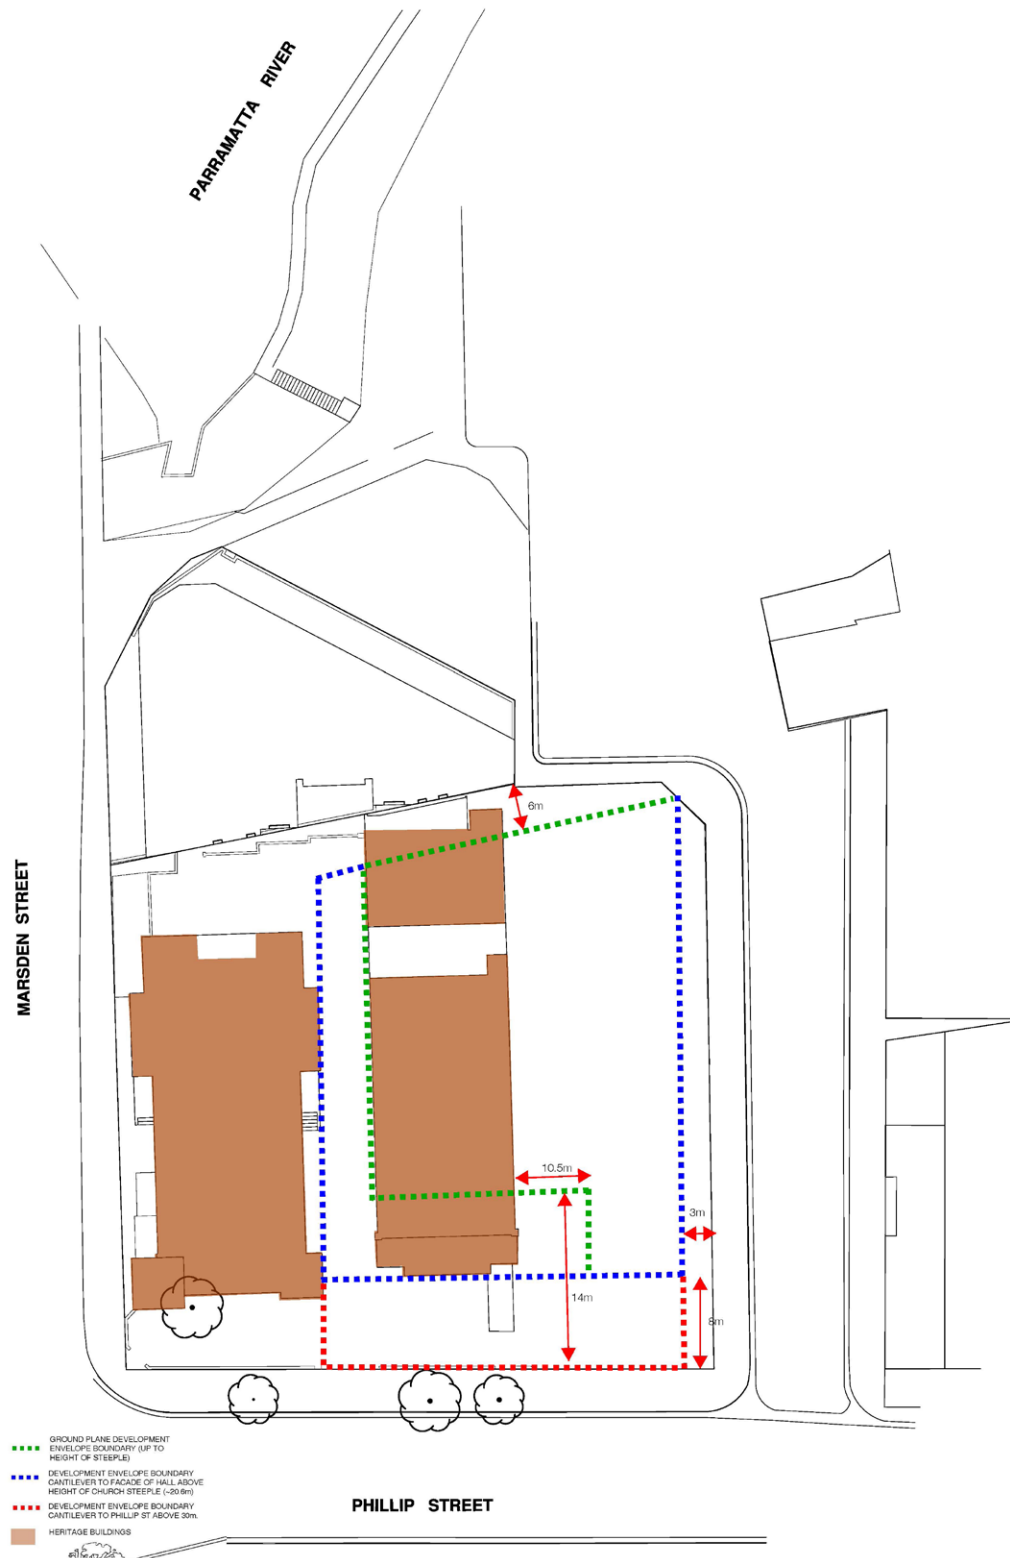 PARRAMATTA RIVER
6m
MARSDEN STREET
10.5m
3m
14m
8m
GROUND PLANE DEVELOPMENT
ENVELOPE BOUNDARY (UP TO
HEIGHT OF STEEPLE)
DEVELOPMENT ENVELOPE BOUNDARY
CANTILEVER TO FACADE OF HALL ABOVE
HEIGHT OF CHURCH STEEPLE (~20.6m)
DEVELOPMENT ENVELOPE BOUNDARY
CANTILEVER TO PHILLIP ST ABOVE 30m.
HERITAGE BUILDINGS
PHILLIP STREET